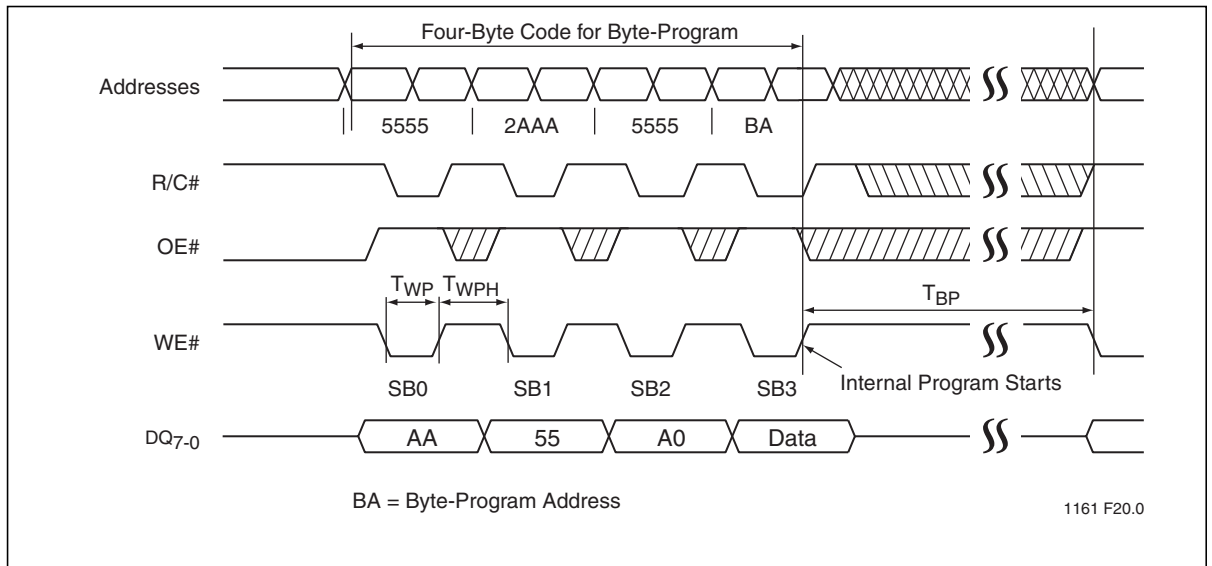 Four-Byte Code for Byte-Program
Addresses
5555 2AAA 5555 BA
R/C#
OE#
TWP TWPH TBP
WE#
Internal Program Starts
SB0 SB1 SB2 SB3
DQ7-0 AA 55 A0 Data
BA = Byte-Program Address
1161 F20.0